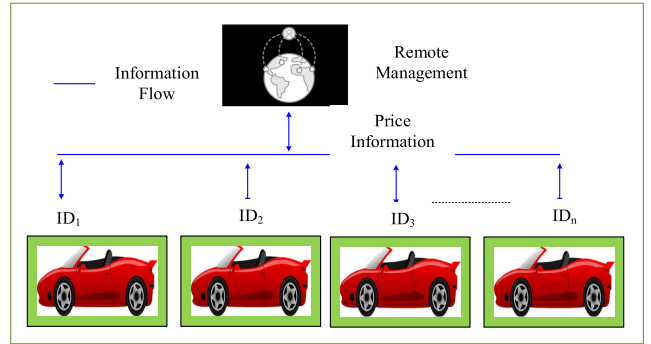 Remote
Management
Information
Flow
Price
Information
ID₁
ID₂
ID₃
IDₙ